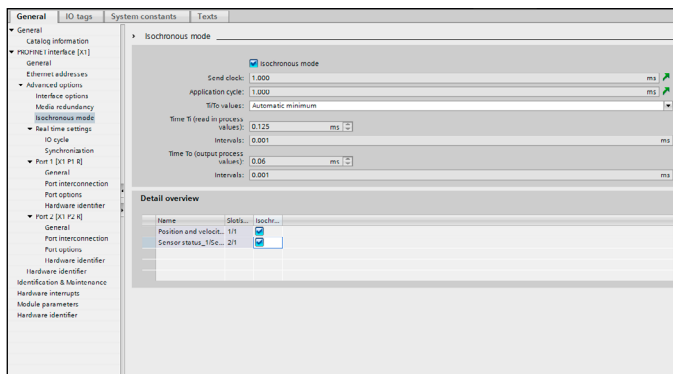 General IO tags System constants Texts
General
Catalog information
PROFINET interface [X1]
General
Ethernet addresses
Advanced options
Interface options
Media redundancy
Isochronous mode
Real time settings
IO cycle
Synchronization
Port 1 [X1 P1 R]
General
Port interconnection
Port options
Hardware identifier
Port 2 [X1 P2 R]
General
Port interconnection
Port options
Hardware identifier
Hardware identifier
Identification & Maintenance
Hardware interrupts
Module parameters
Hardware identifier
Isochronous mode
Isochronous mode
Send clock: 1.000 ms
Application cycle: 1.000 ms
Ti/To values: Automatic minimum
Time Ti (read in process
values): 0.125 ms
Intervals: 0.001 ms
Time To (output process
values): 0.06 ms
Intervals: 0.001 ms
Detail overview
Name Slot/s... Isochr...
Position and velocit... 1/1
Sensor status_1/Se... 2/1